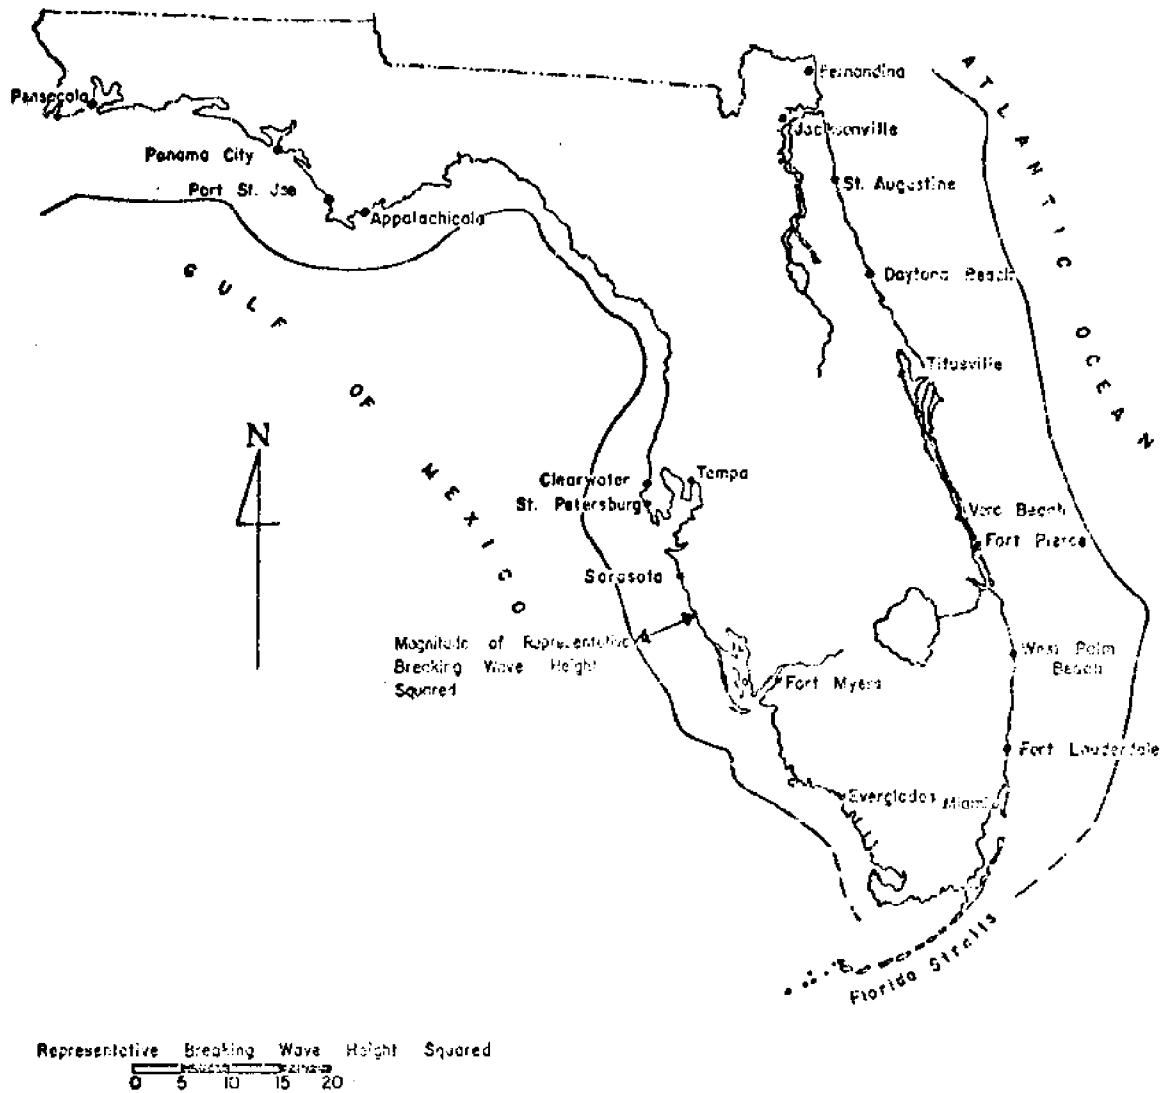 Fernandina
Pensacola
Jacksonville
Panama City
Port St. Joe
St. Augustine
Appalachicola
Daytona Beach
ATLANTIC OCEAN
GULF OF MEXICO
Titusville
N
Clearwater
Tampa
St. Petersburg
Vero Beach
Fort Pierce
Sarasota
Magnitude of Representative
Breaking Wave Height
Squared
West Palm
Beach
Fort Myers
Fort Lauderdale
Everglades
Miami
Florida Straits
Representative Breaking Wave Height Squared
0 5 10 15 20